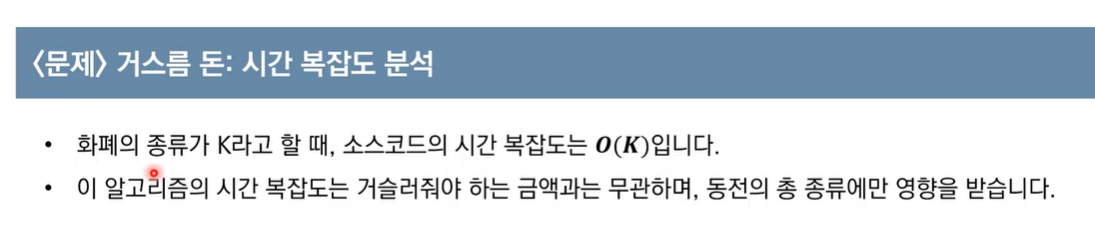 〈문제〉 거스름 돈: 시간 복잡도 분석
• 화폐의 종류가 K라고 할 때, 소스코드의 시간 복잡도는 O(K)입니다.
• 이 알고리즘의 시간 복잡도는 거슬러줘야 하는 금액과는 무관하며, 동전의 총 종류에만 영향을 받습니다.